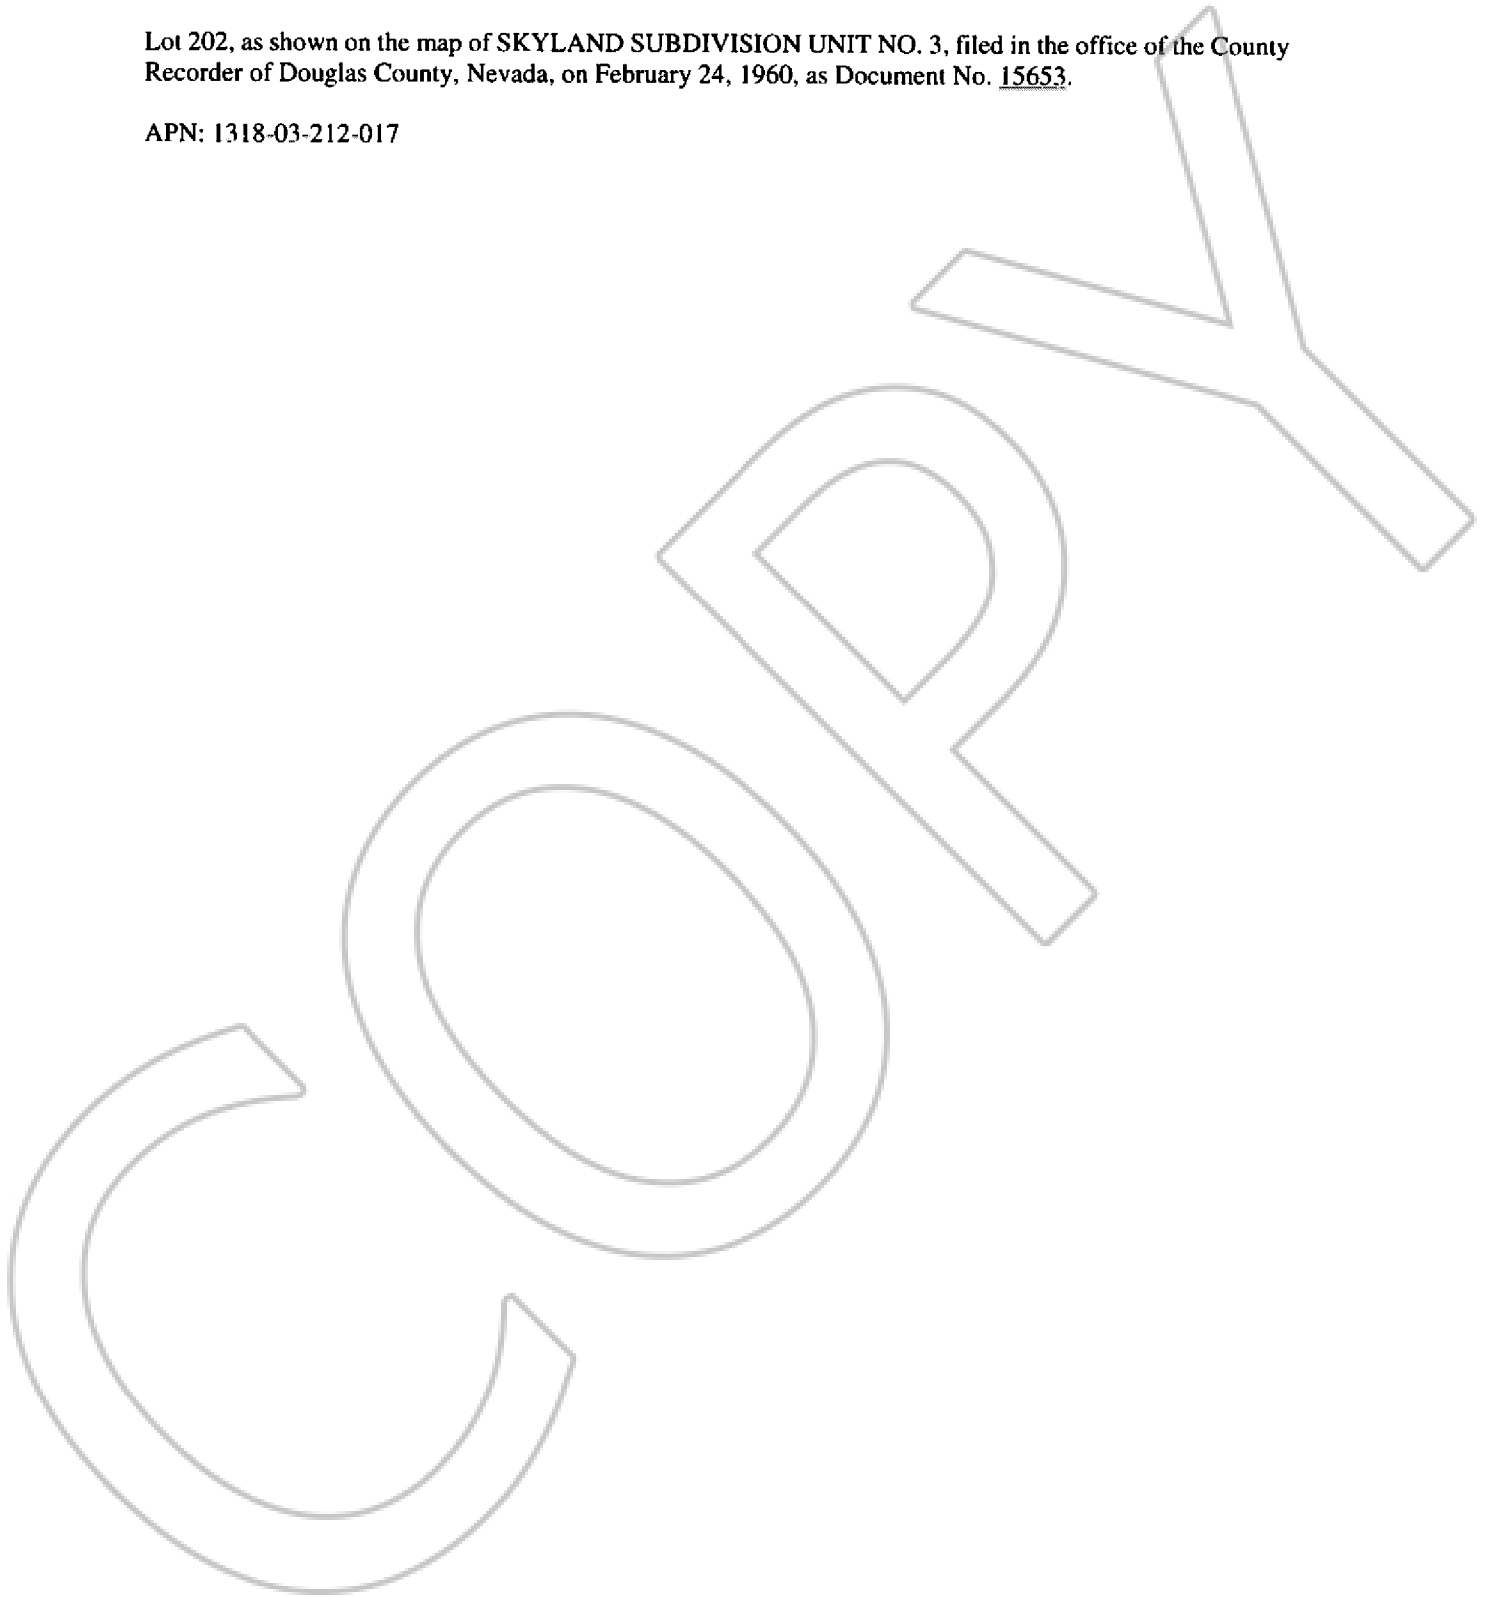 Lot 202, as shown on the map of SKYLAND SUBDIVISION UNIT NO. 3, filed in the office of the County
Recorder of Douglas County, Nevada, on February 24, 1960, as Document No. 15653.
APN: 1318-03-212-017
COPY